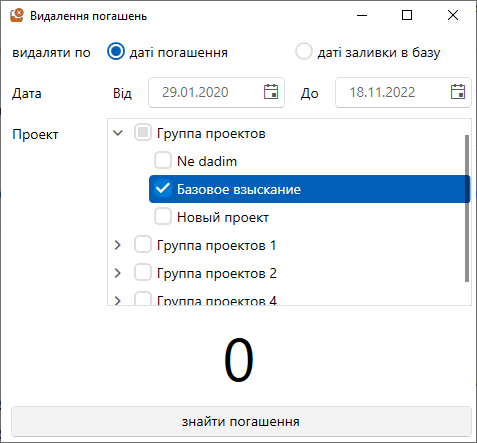 Видалення погашень
видаляти по даті погашення даті заливки в базу
Дата Від 29.01.2020 До 18.11.2022
Проект Группа проектов
Ne dadim
Базовое взыскание
Новый проект
Группа проектов 1
Группа проектов 2
Группа проектов 4
0
знайти погашення